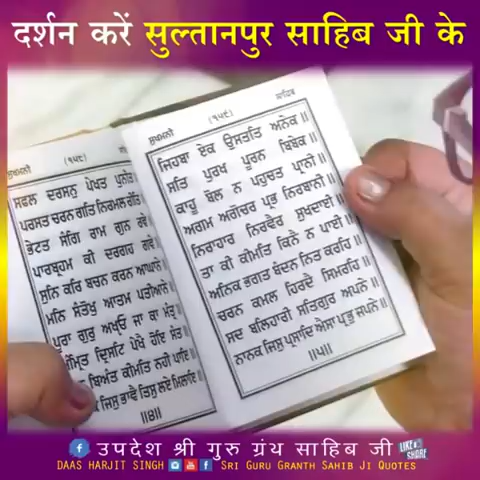 दर्शन करें सुल्तानपुर साहिब जी के
ਸੁਖਮਨੀ
ਸਫਲ ਦਰਸਨੁ ਪੇਖਤ ਪੁਨੀਤ
ਪਰਸਤ ਚਰਨ ਗਤਿ ਨਿਰਮਲ ਰੀਤਿ
ਭੇਟਤ ਸੰਗਿ ਰਾਮ ਗੁਨ ਰਵੇ
ਪਾਰਬ੍ਰਹਮ ਕੀ ਦਰਗਹ ਗਵੇ
ਸੁਨਿ ਕਰਿ ਬਚਨ ਕਰਨ ਆਘਾਨੇ
ਮਨਿ ਸੰਤੋਖੁ ਆਤਮ ਪਤੀਆਨੇ
ਪੂਰਾ ਗੁਰੁ ਅਖ੍ਯਓ ਜਾ ਕਾ ਮੰਤ੍ਰ
ਦ੍ਰਿਸਟਿ ਪੇਖੈ ਹੋਇ ਸੰਤ
ਬਿਅੰਤ ਕੀਮਤਿ ਨਹੀ ਪਾਇ
ਜਿਸੁ ਭਾਵੈ ਤਿਸੁ ਲਏ ਮਿਲਾਇ॥
॥੪॥
ਸੁਖਮਨੀ (੧੫੯) ਸਾਹਿਬ
ਜਿਹਬਾ ਏਕ ਉਸਤਤਿ ਅਨੇਕ॥
ਸਤਿ ਪੁਰਖ ਪੂਰਨ ਬਿਬੇਕ॥
ਕਾਹੂ ਬੋਲ ਨ ਪਹੁਚਤ ਪ੍ਰਾਨੀ॥
ਅਗਮ ਅਗੋਚਰ ਪ੍ਰਭ ਨਿਰਬਾਨੀ॥
ਨਿਰਾਹਾਰ ਨਿਰਵੈਰ ਸੁਖਦਾਈ॥
ਤਾ ਕੀ ਕੀਮਤਿ ਕਿਨੈ ਨ ਪਾਈ॥
ਅਨਿਕ ਭਗਤ ਬੰਦਨ ਨਿਤ ਕਰਹਿ॥
ਚਰਨ ਕਮਲ ਹਿਰਦੈ ਸਿਮਰਹਿ॥
ਸਦ ਬਲਿਹਾਰੀ ਸਤਿਗੁਰ ਅਪਨੇ॥
ਨਾਨਕ ਜਿਸੁ ਪ੍ਰਸਾਦਿ ਐਸਾ ਪ੍ਰਭੁ ਜਪਨੇ॥
॥੫॥
उपदेश श्री गुरु ग्रंथ साहिब जी LIKE SHARE
DAAS HARJIT SINGH SRI GURU GRANTH SAHIB JI QUOTES